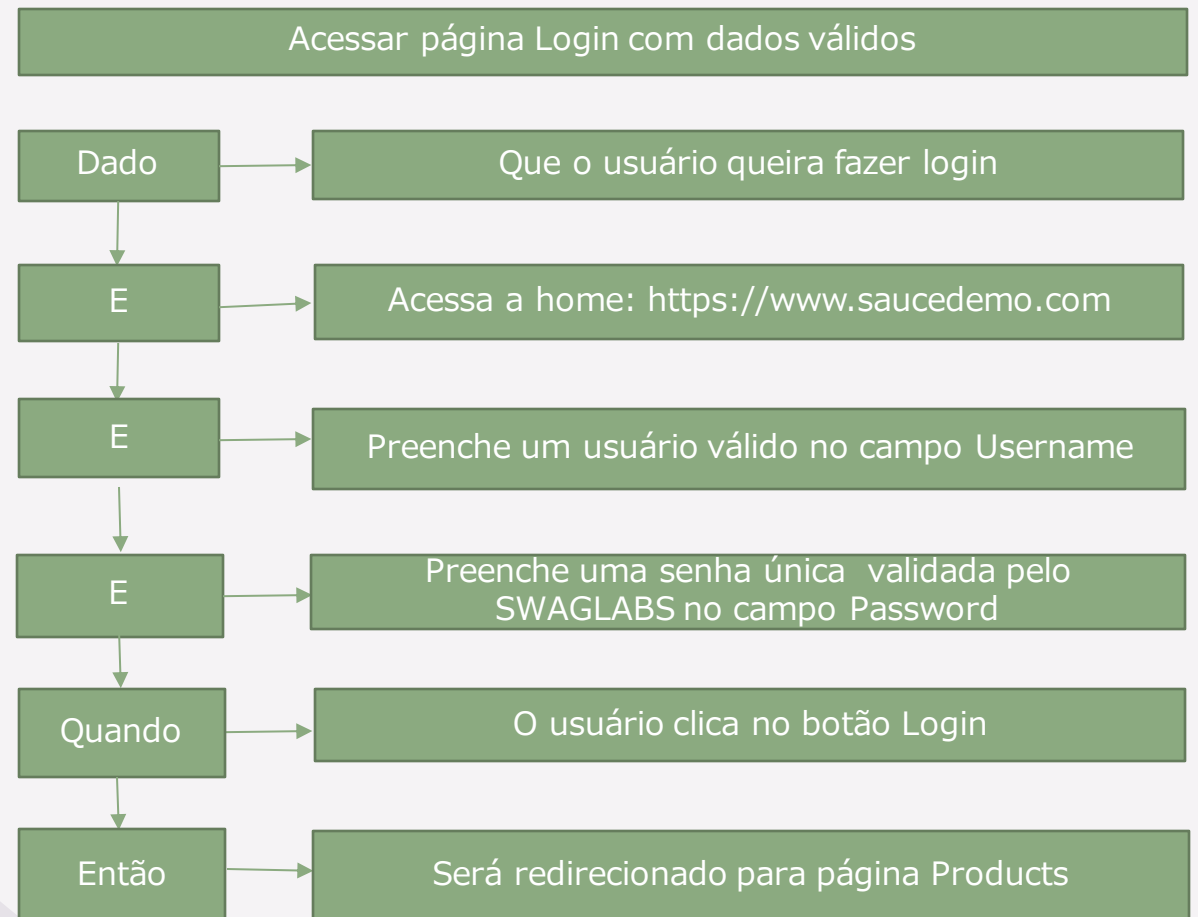 Acessar página Login com dados válidos
Dado
Que o usuário queira fazer login
E
Acessa a home: https://www.saucedemo.com
E
Preenche um usuário válido no campo Username
E
Preenche uma senha única validada pelo
SWAGLABS no campo Password
Quando
O usuário clica no botão Login
Então
Será redirecionado para página Products